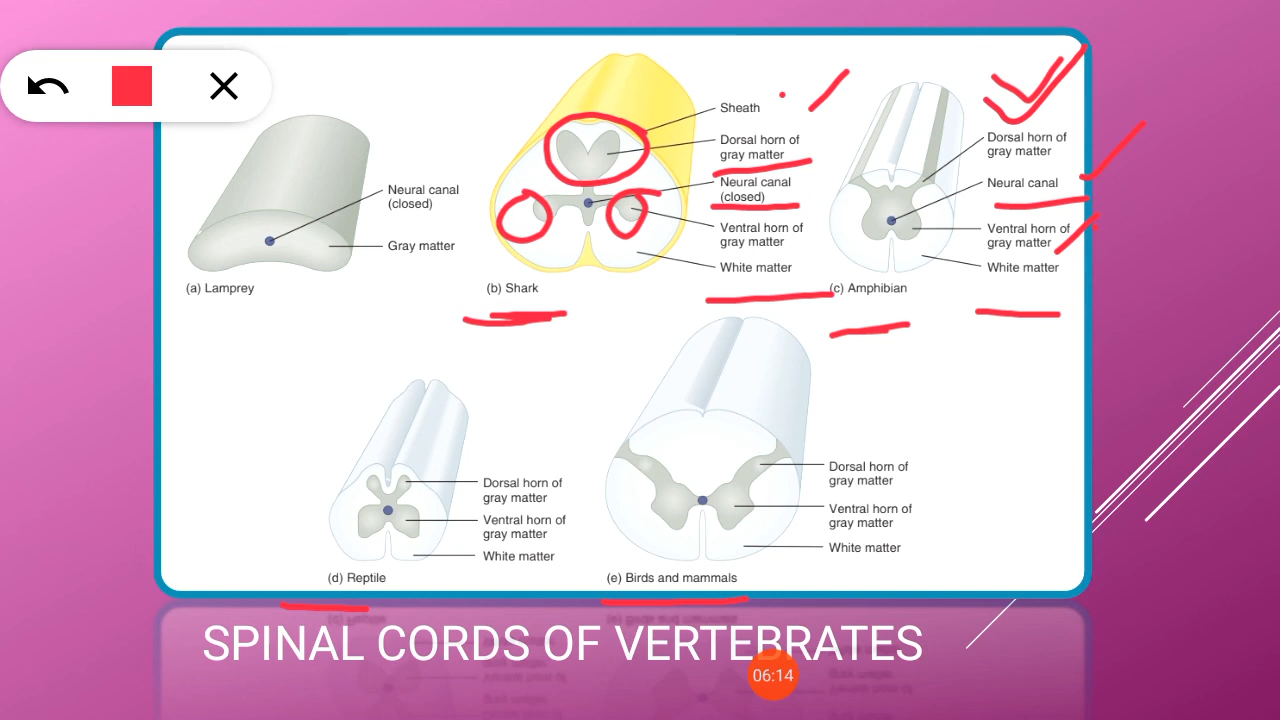 Sheath
Dorsal horn of
gray matter
Neural canal
(closed)
Ventral horn of
gray matter
White matter
Neural canal
(closed)
Gray matter
Dorsal horn of
gray matter
Neural canal
Ventral horn of
gray matter
White matter
(a) Lamprey
(b) Shark
(c) Amphibian
Dorsal horn of
gray matter
Ventral horn of
gray matter
White matter
Dorsal horn of
gray matter
Ventral horn of
gray matter
White matter
(d) Reptile
(e) Birds and mammals
SPINAL CORDS OF VERTEBRATES
06:14